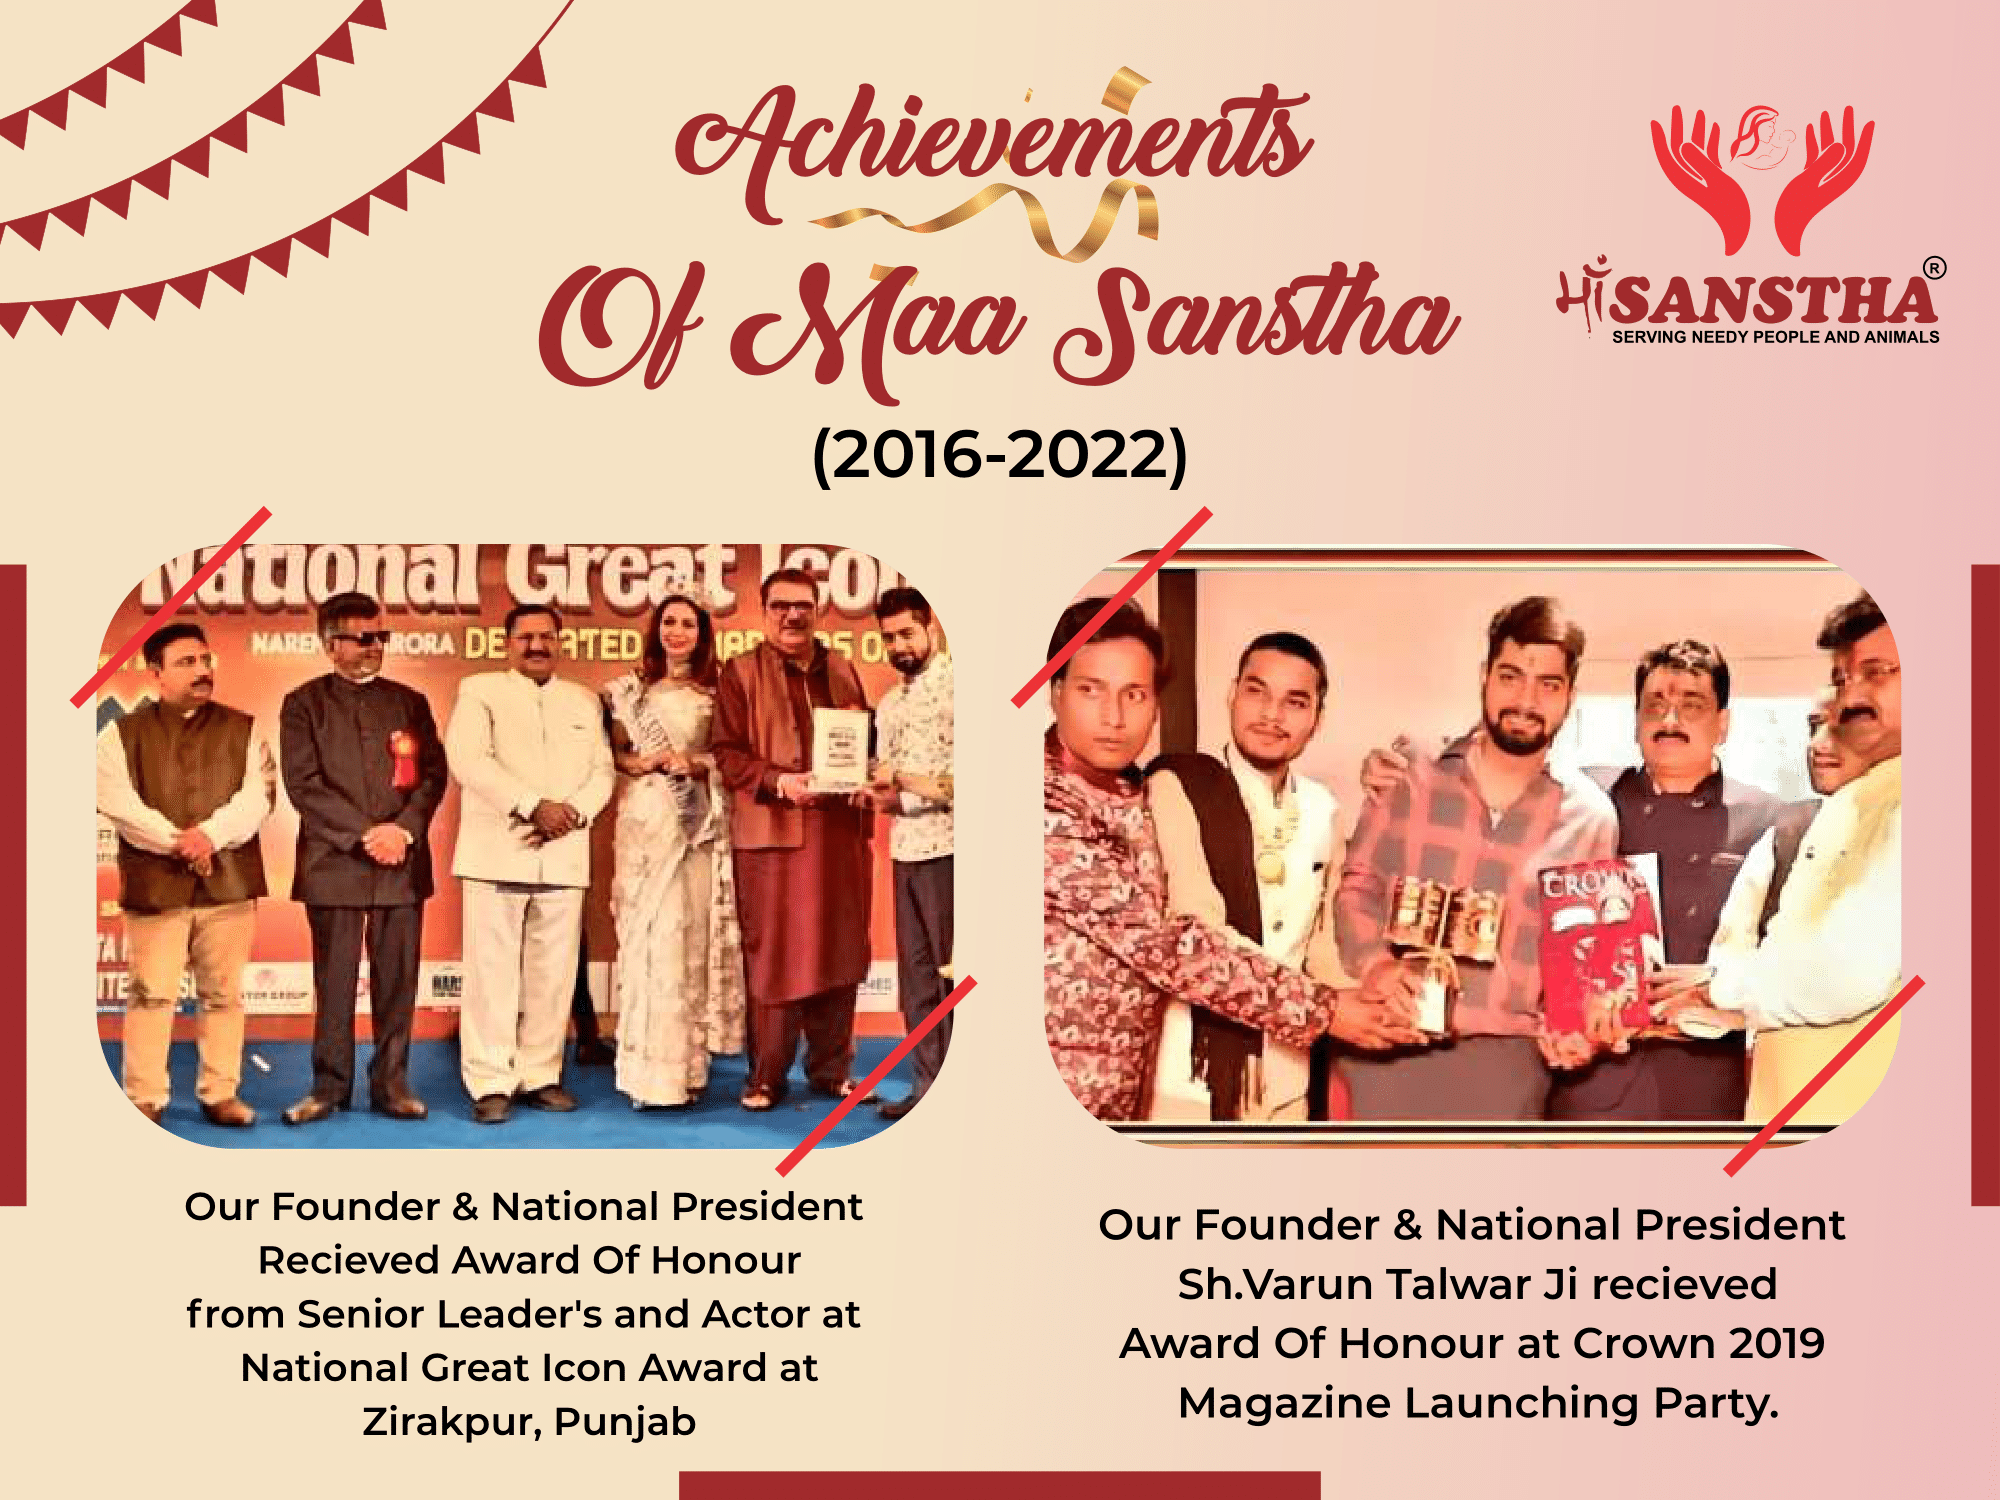 Achievements
Of Maa Sanstha
(2016-2022)
माँ SANSTHA ®
SERVING NEEDY PEOPLE AND ANIMALS
National Great Icon
CROWN
Our Founder & National President
Recieved Award Of Honour
from Senior Leader's and Actor at
National Great Icon Award at
Zirakpur, Punjab
Our Founder & National President
Sh.Varun Talwar Ji recieved
Award Of Honour at Crown 2019
Magazine Launching Party.